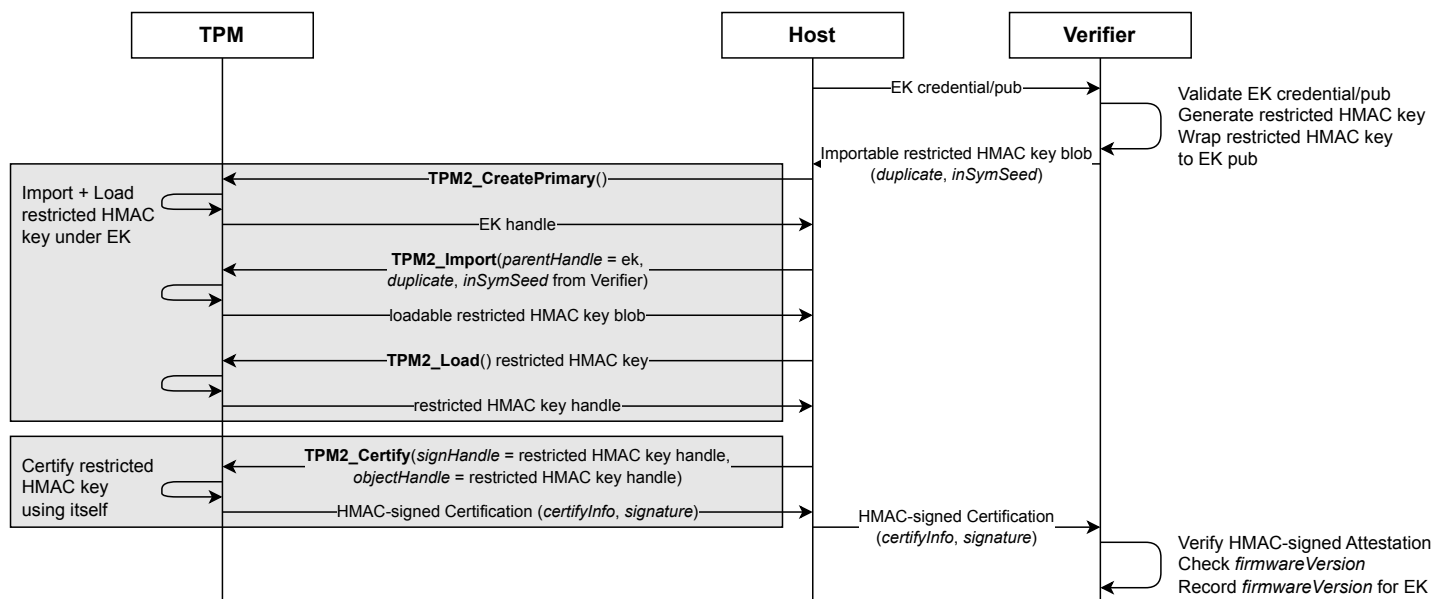 TPM
Host
Verifier
EK credential/pub
Validate EK credential/pub
Generate restricted HMAC key
Wrap restricted HMAC key
to EK pub
Importable restricted HMAC key blob
(duplicate, inSymSeed)
Import + Load
restricted HMAC
key under EK
TPM2_CreatePrimary()
EK handle
TPM2_Import(parentHandle = ek,
duplicate, inSymSeed from Verifier)
loadable restricted HMAC key blob
TPM2_Load() restricted HMAC key
restricted HMAC key handle
Certify restricted
HMAC key
using itself
TPM2_Certify(signHandle = restricted HMAC key handle,
objectHandle = restricted HMAC key handle)
HMAC-signed Certification (certifyInfo, signature)
HMAC-signed Certification
(certifyInfo, signature)
Verify HMAC-signed Attestation
Check firmwareVersion
Record firmwareVersion for EK